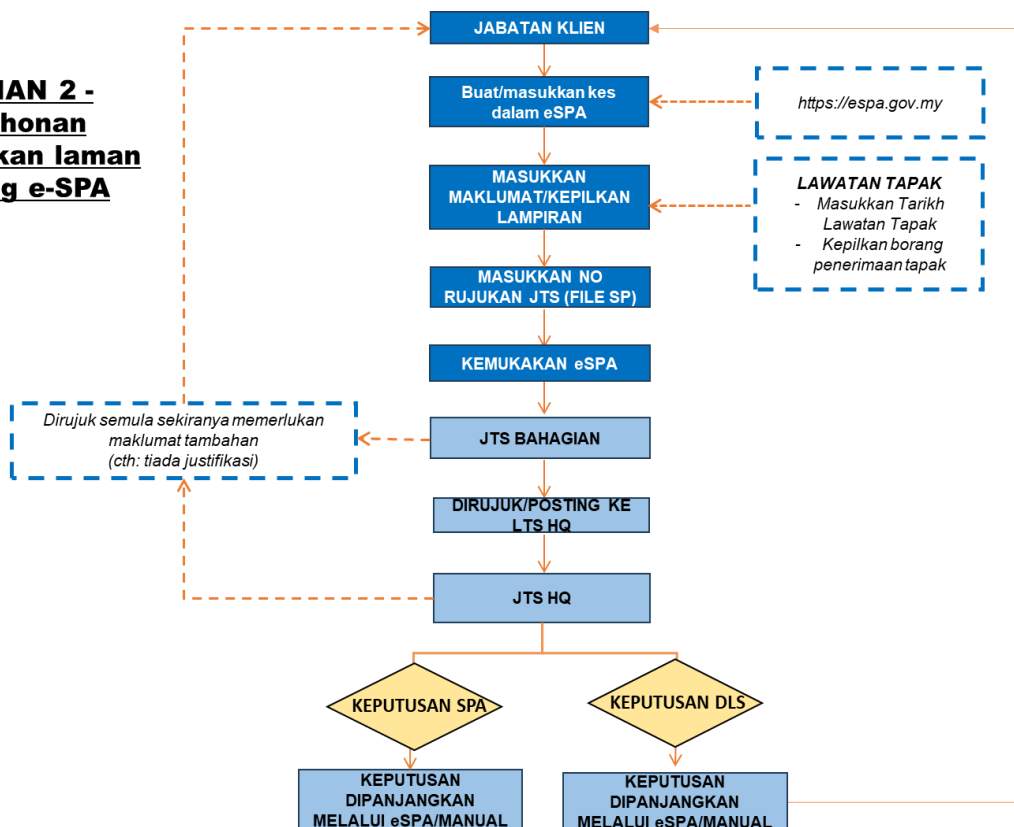 JABATAN KLIEN
IAN 2 -
honan
kan laman
g e-SPA
Buat/masukkan kes
dalam eSPA
https://espa.gov.my
MASUKKAN
MAKLUMAT/KEPILKAN
LAMPIRAN
LAWATAN TAPAK
- Masukkan Tarikh
Lawatan Tapak
- Kepilkan borang
penerimaan tapak
MASUKKAN NO
RUJUKAN JTS (FILE SP)
KEMUKAKAN eSPA
Dirujuk semula sekiranya memerlukan
maklumat tambahan
(cth: tiada justifikasi)
JTS BAHAGIAN
DIRUJUK/POSTING KE
LTS HQ
JTS HQ
KEPUTUSAN SPA
KEPUTUSAN DLS
KEPUTUSAN
DIPANJANGKAN
MELALUI eSPA/MANUAL
KEPUTUSAN
DIPANJANGKAN
MELALUI eSPA/MANUAL